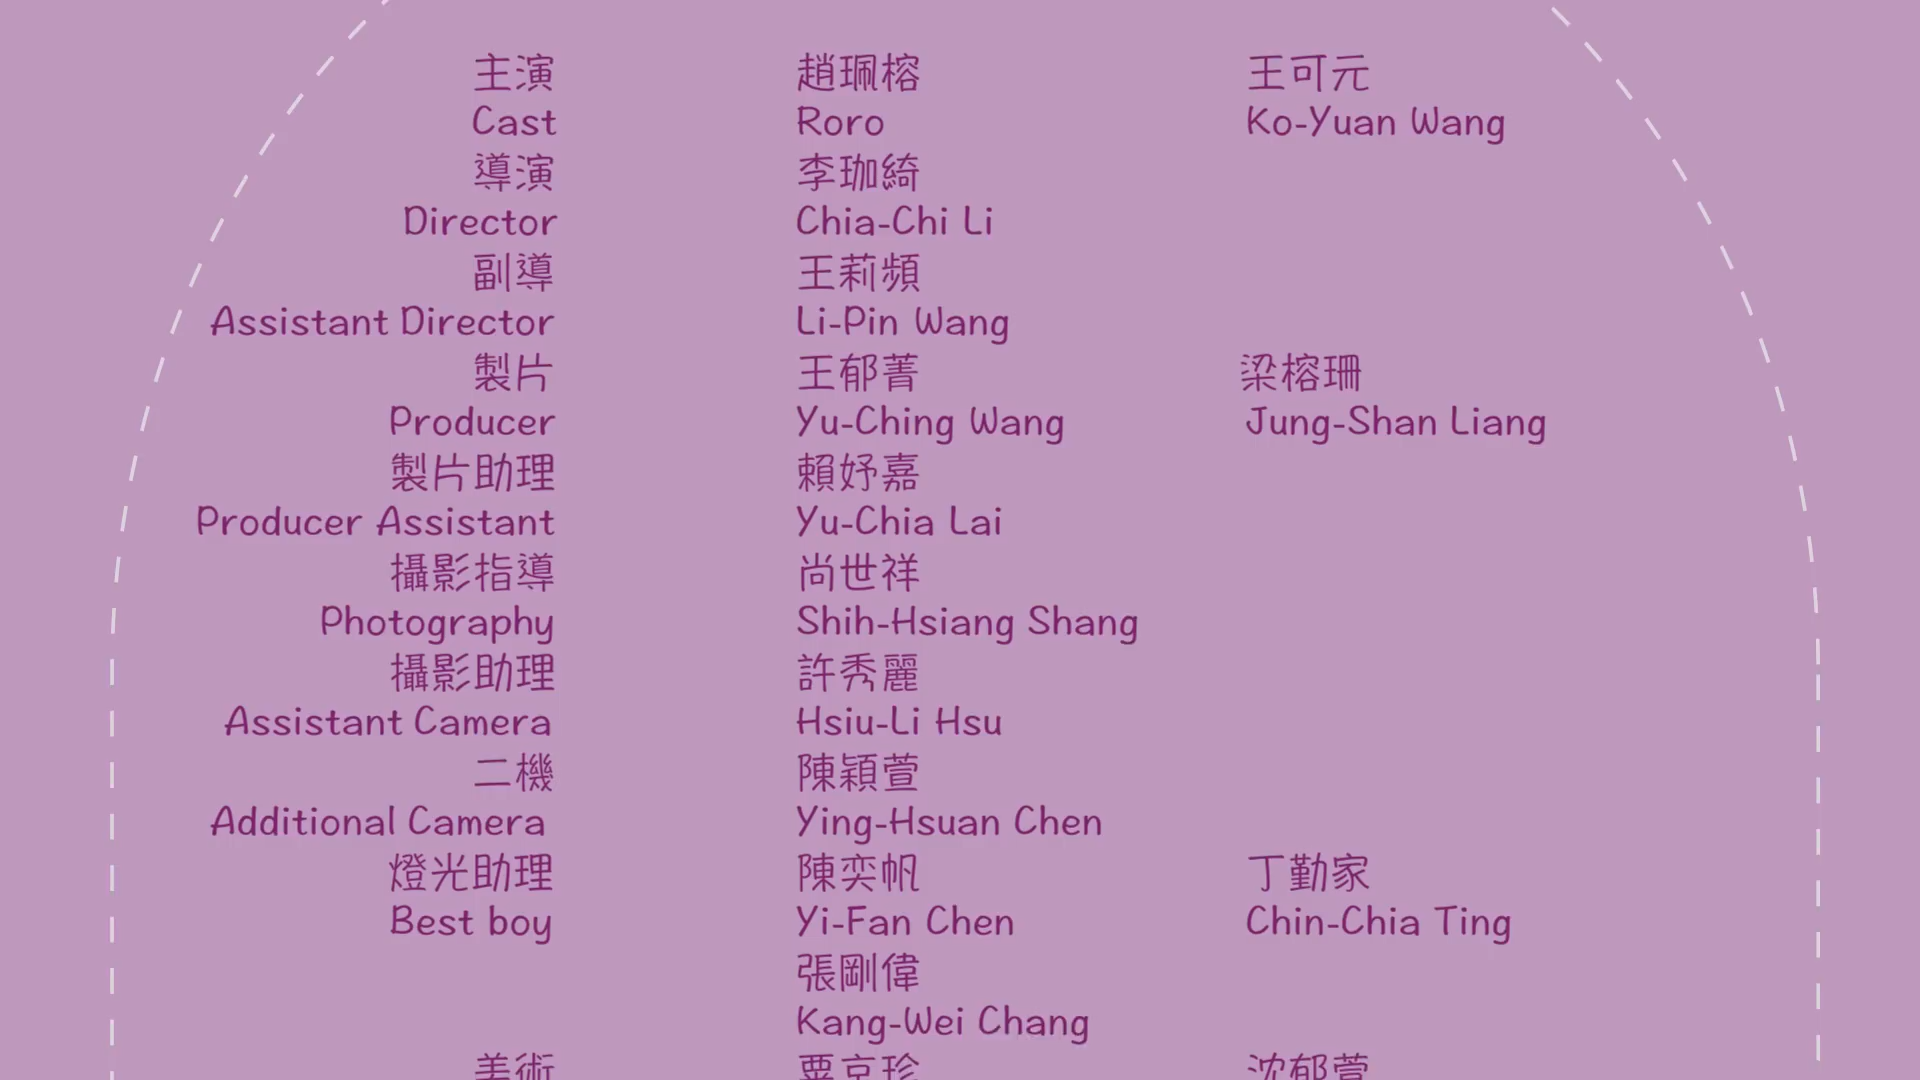 主演 趙珮榕 王可元
Cast Roro Ko-Yuan Wang
導演 李珈綺
Director Chia-Chi Li
副導 王莉頻
Assistant Director Li-Pin Wang
製片 王郁菁 梁榕珊
Producer Yu-Ching Wang Jung-Shan Liang
製片助理 賴妤嘉
Producer Assistant Yu-Chia Lai
攝影指導 尚世祥
Photography Shih-Hsiang Shang
攝影助理 許秀麗
Assistant Camera Hsiu-Li Hsu
二機 陳穎萱
Additional Camera Ying-Hsuan Chen
燈光助理 陳奕帆 丁勤家
Best boy Yi-Fan Chen Chin-Chia Ting
張剛偉
Kang-Wei Chang
美術 沈郁萱